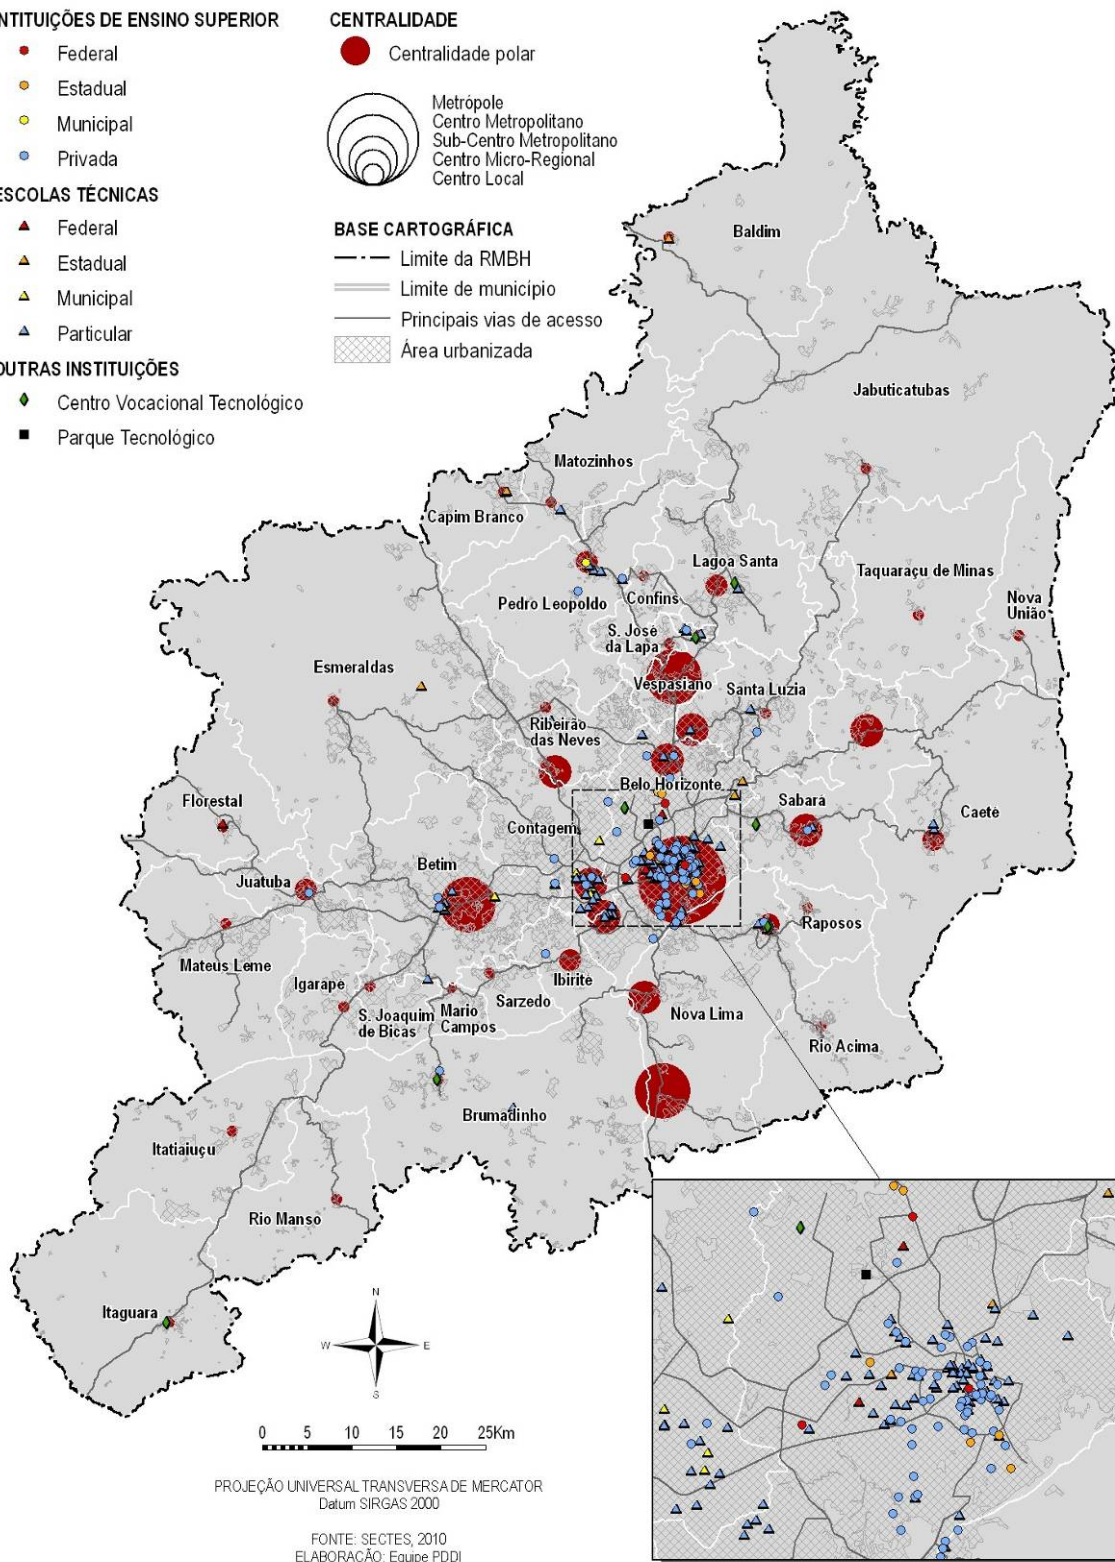 NTITUIÇÕES DE ENSINO SUPERIOR
Federal
Estadual
Municipal
Privada
ESCOLAS TÉCNICAS
Federal
Estadual
Municipal
Particular
OUTRAS INSTITUIÇÕES
Centro Vocacional Tecnológico
Parque Tecnológico
CENTRALIDADE
Centralidade polar
Metrópole
Centro Metropolitano
Sub-Centro Metropolitano
Centro Micro-Regional
Centro Local
BASE CARTOGRÁFICA
Limite da RMBH
Limite de município
Principais vias de acesso
Área urbanizada
Baldim
Jabuticatubas
Matozinhos
Capim Branco
Lagoa Santa
Taquaraçu de Minas
Pedro Leopoldo
Confins
Nova
União
S. José
da Lapa
Esmeraldas
Vespasiano
Santa Luzia
Ribeirão
das Neves
Belo Horizonte
Florestal
Contagem
Sabará
Caeté
Betim
Juatuba
Raposos
Mateus Leme
Igarapé
Ibirité
Sarzedo
S. Joaquim
de Bicas
Mario
Campos
Nova Lima
Rio Acima
Brumadinho
Itatiaiuçu
Rio Manso
Itaguara
N
W
E
S
0 5 10 15 20 25Km
PROJEÇÃO UNIVERSAL TRANSVERSA DE MERCATOR
Datum SIRGAS 2000
FONTE: SECTES, 2010
ELABORAÇÃO: Equipe PDDI